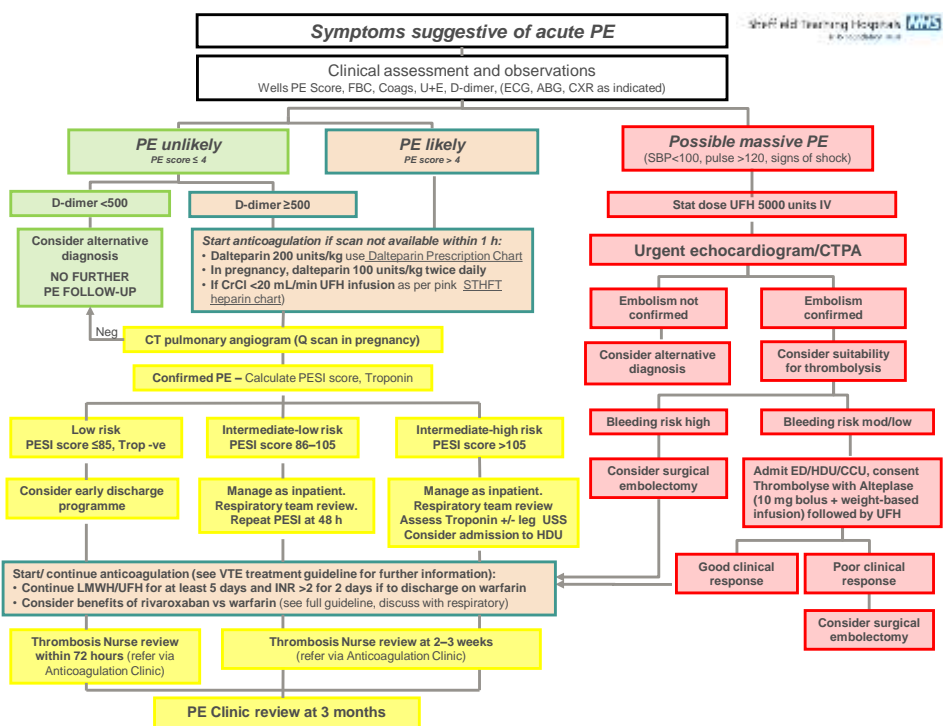 Symptoms suggestive of acute PE
Sheffield Teaching Hospitals NHS
Clinical assessment and observations
Wells PE Score, FBC, Coags, U+E, D-dimer, (ECG, ABG, CXR as indicated)
PE unlikely
PE score ≤ 4
PE likely
PE score > 4
Possible massive PE
(SBP<100, pulse >120, signs of shock)
D-dimer <500
D-dimer ≥500
Stat dose UFH 5000 units IV
Consider alternative
diagnosis
NO FURTHER
PE FOLLOW-UP
Start anticoagulation if scan not available within 1 h:
• Dalteparin 200 units/kg use Dalteparin Prescription Chart
• In pregnancy, dalteparin 100 units/kg twice daily
• If CrCl <20 mL/min UFH infusion as per pink STHFT
heparin chart)
Urgent echocardiogram/CTPA
Embolism not
confirmed
Embolism
confirmed
Neg
CT pulmonary angiogram (Q scan in pregnancy)
Consider alternative
diagnosis
Consider suitability
for thrombolysis
Confirmed PE – Calculate PESI score, Troponin
Low risk
PESI score ≤85, Trop -ve
Intermediate-low risk
PESI score 86–105
Intermediate-high risk
PESI score >105
Bleeding risk high
Bleeding risk mod/low
Consider early discharge
programme
Manage as inpatient.
Respiratory team review.
Repeat PESI at 48 h
Manage as inpatient.
Respiratory team review
Assess Troponin +/- leg USS
Consider admission to HDU
Consider surgical
embolectomy
Admit ED/HDU/CCU, consent
Thrombolyse with Alteplase
(10 mg bolus + weight-based
infusion) followed by UFH
Start/ continue anticoagulation (see VTE treatment guideline for further information):
• Continue LMWH/UFH for at least 5 days and INR >2 for 2 days if to discharge on warfarin
• Consider benefits of rivaroxaban vs warfarin (see full guideline, discuss with respiratory)
Good clinical
response
Poor clinical
response
Consider surgical
embolectomy
Thrombosis Nurse review
within 72 hours (refer via
Anticoagulation Clinic)
Thrombosis Nurse review at 2–3 weeks
(refer via Anticoagulation Clinic)
PE Clinic review at 3 months